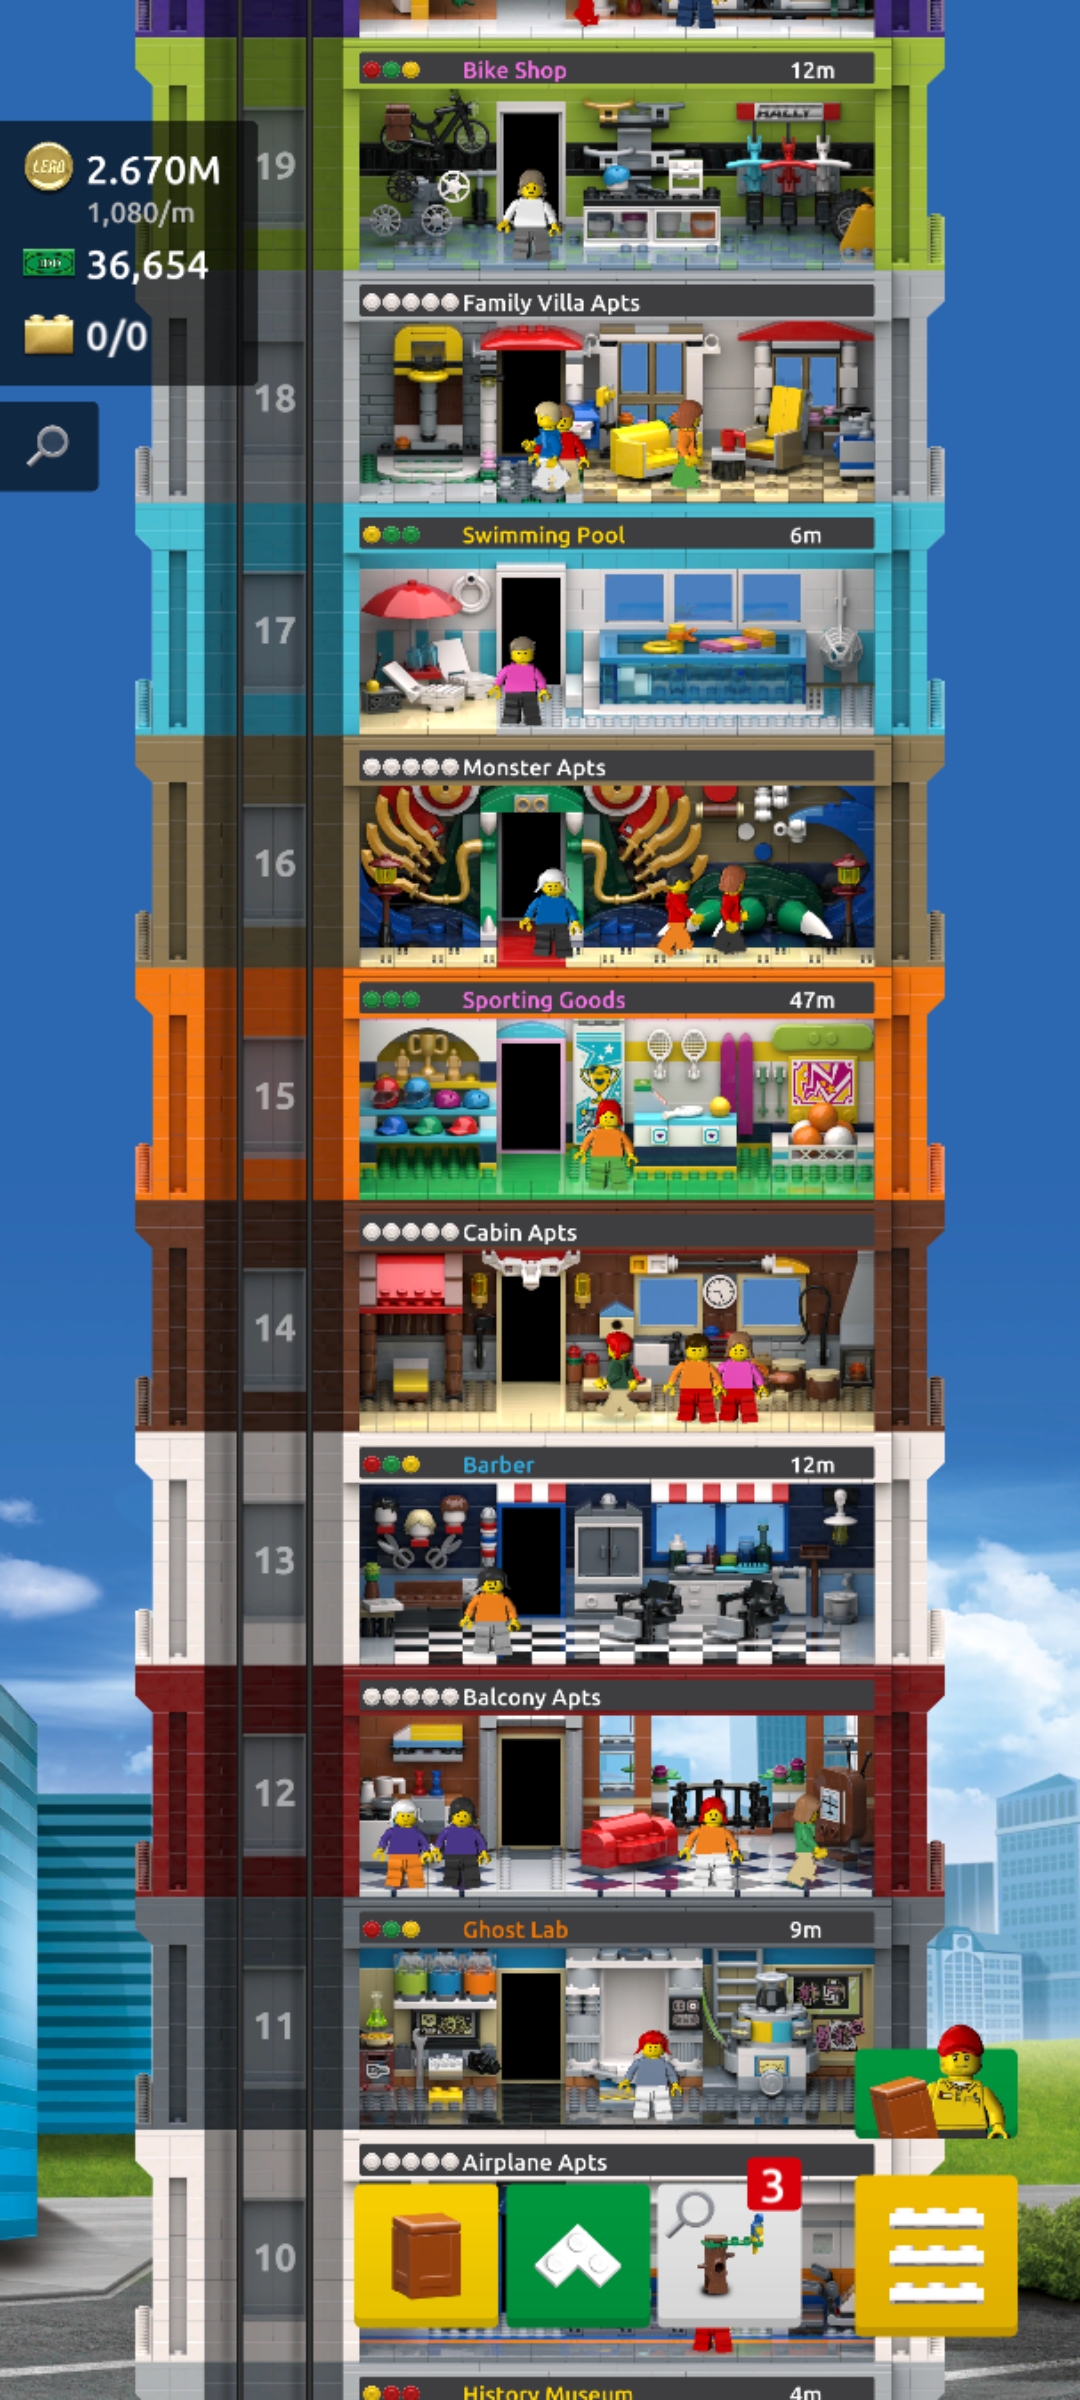 Bike Shop 12m
19
LEGO 2.670M
1,080/m
36,654
0/0
RALLY
Family Villa Apts
18
Swimming Pool 6m
17
Monster Apts
16
Sporting Goods 47m
15
Cabin Apts
14
Barber 12m
13
Balcony Apts
12
Ghost Lab 9m
11
Airplane Apts
3
10
History Museum 4m